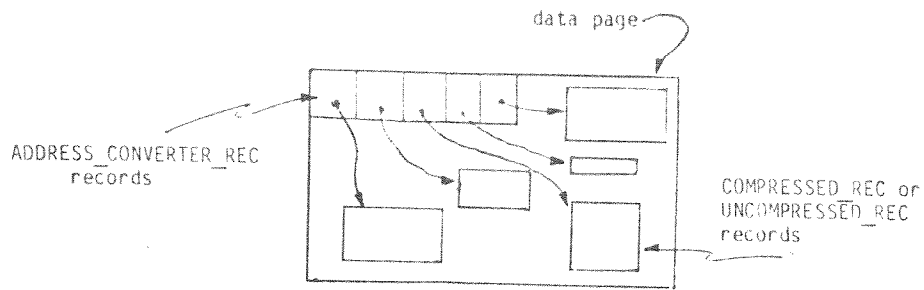 data page
ADDRESS_CONVERTER_REC
records
COMPRESSED_REC or
UNCOMPRESSED_REC
records